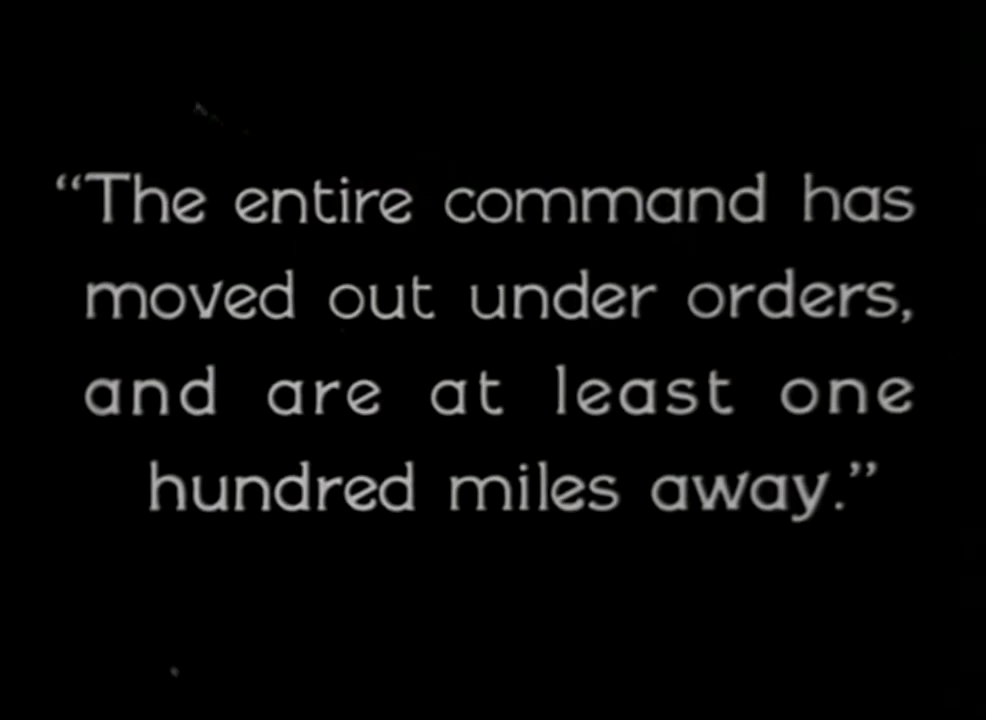 “The entire command has
moved out under orders,
and are at least one
hundred miles away.”